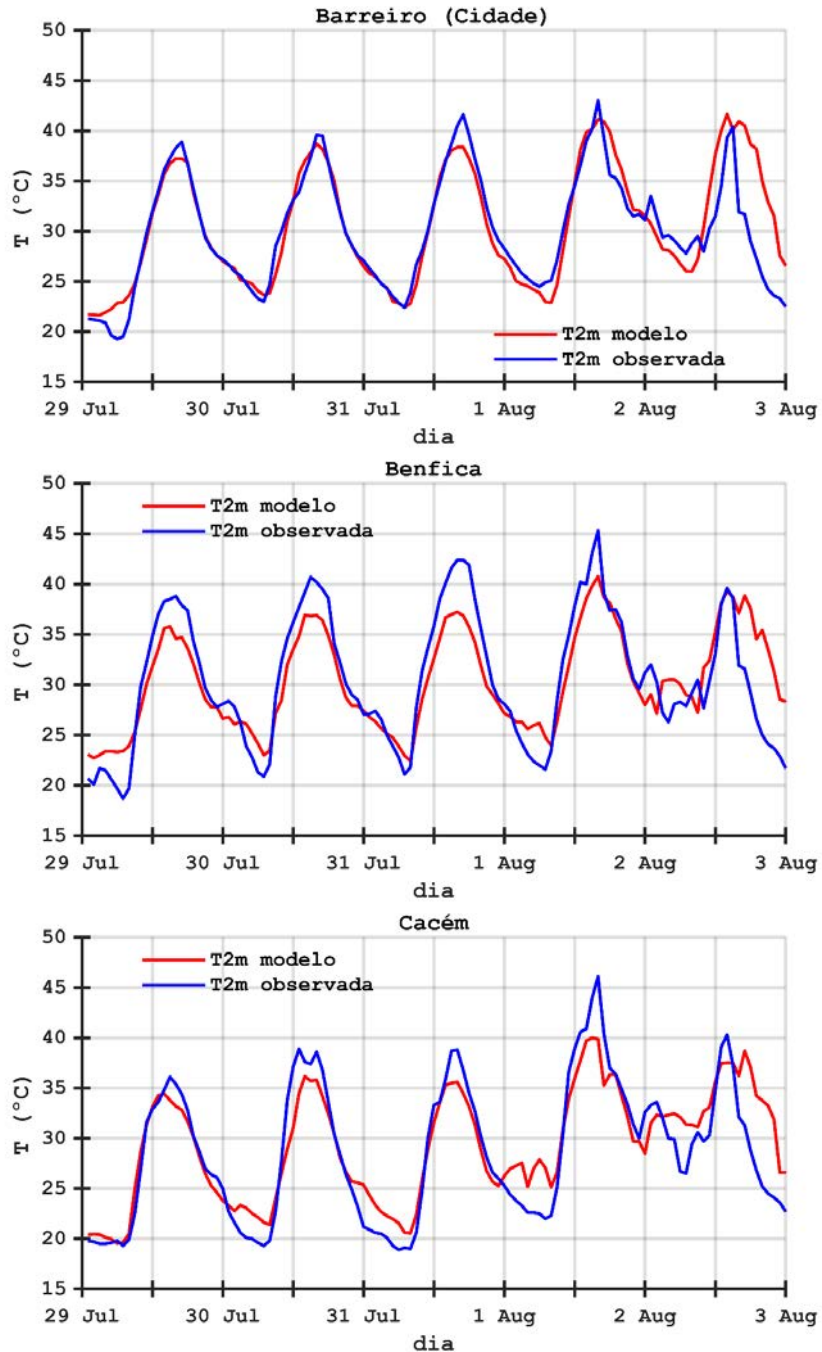 Barreiro (Cidade)
50
45
40
35
30
25
20
15
T (°C)
T2m modelo
T2m observada
29 Jul 30 Jul 31 Jul 1 Aug 2 Aug 3 Aug
dia
Benfica
50
45
40
35
30
25
20
15
T (°C)
T2m modelo
T2m observada
29 Jul 30 Jul 31 Jul 1 Aug 2 Aug 3 Aug
dia
Cacém
50
45
40
35
30
25
20
15
T (°C)
T2m modelo
T2m observada
29 Jul 30 Jul 31 Jul 1 Aug 2 Aug 3 Aug
dia